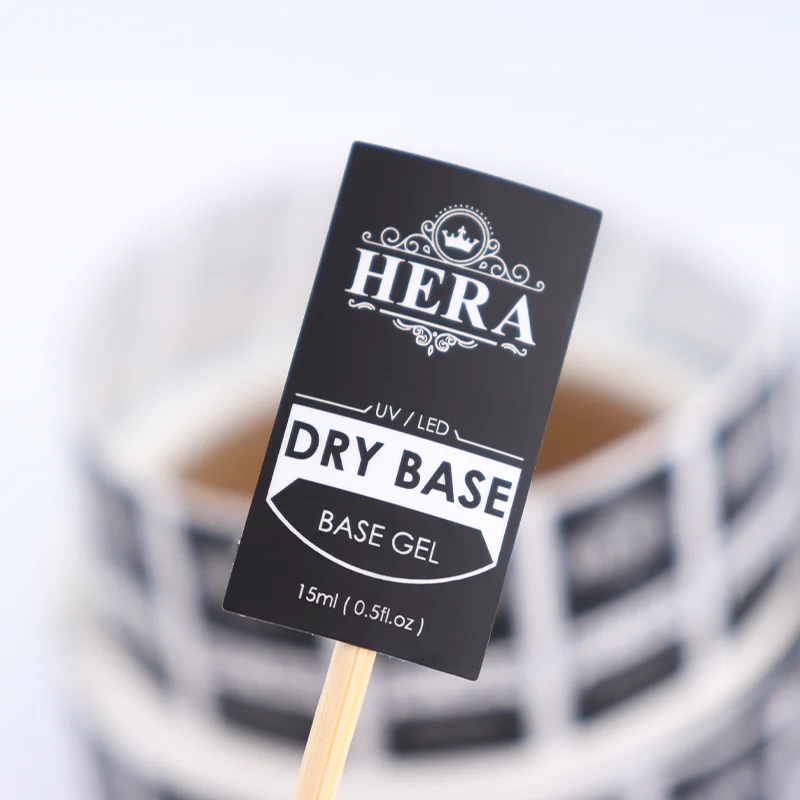 HERA
UV / LED
DRY BASE
BASE GEL
15ml ( 0.5fl.oz )